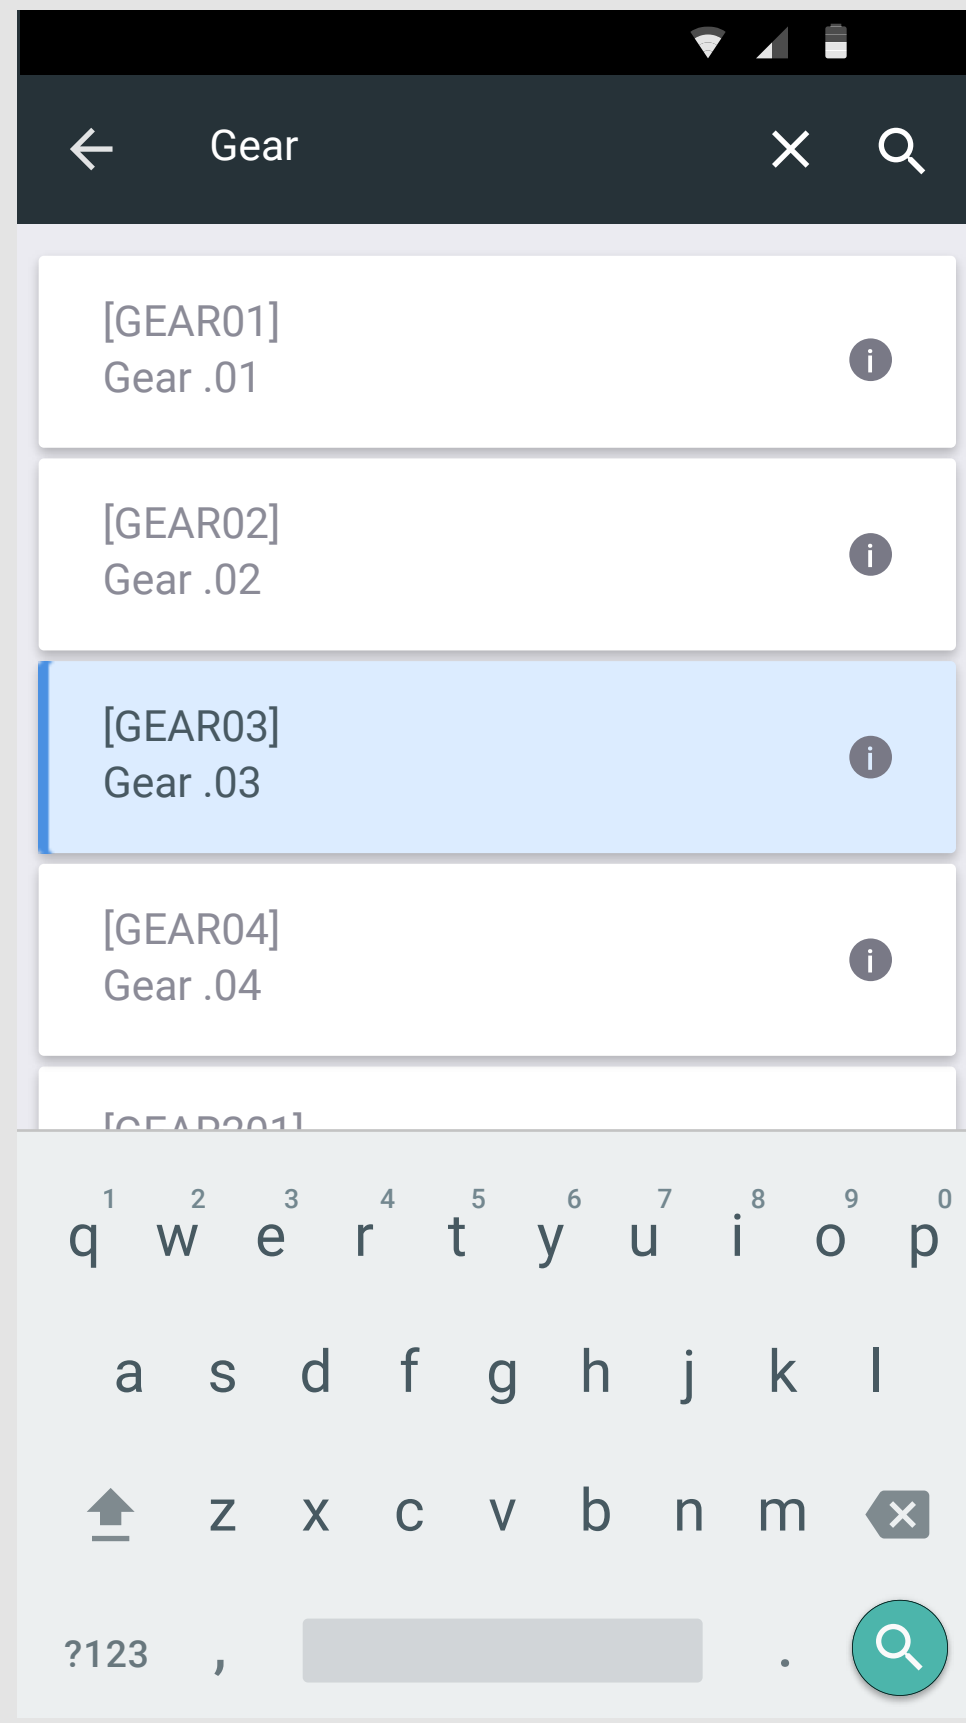 Gear
[GEAR01]
Gear .01
[GEAR02]
Gear .02
[GEAR03]
Gear .03
[GEAR04]
Gear .04
[GEAR201]
1 2 3 4 5 6 7 8 9 0
q w e r t y u i o p
a s d f g h j k l
z x c v b n m
?123 , .